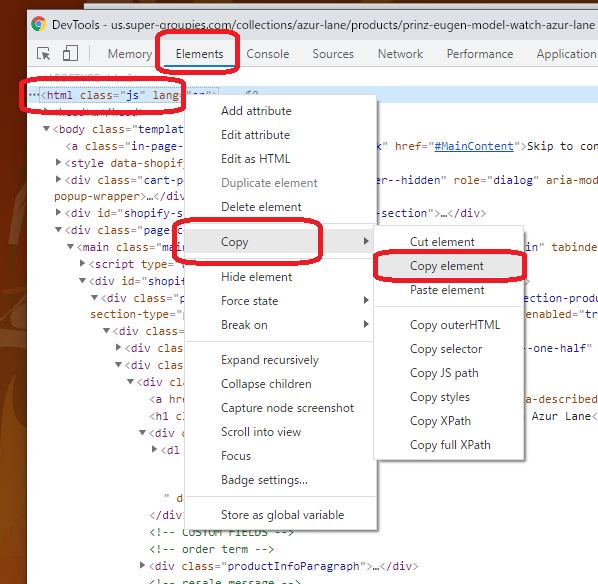 DevTools - us.super-groupies.com/collections/azur-lane/products/prinz-eugen-model-watch-azur-lane
Memory Elements Console Sources Network Performance Application
<html class="js" lang=
Add attribute
<body class="templat
Edit attribute
<a class="in-page- href="#MainContent">Skip to con
Edit as HTML
<style data-shopif
Duplicate element
<div class="cart-p er--hidden" role="dialog" aria-mod
popup-wrapper>…</div>
Delete element
<div id="shopify-s -section">…</div>
<div class="page-c
Copy
Cut element
<main class="main in" tabinde
Copy element
<script type="
Hide element
<div id="shopif
Paste element
Force state
<div class="p ction-produ
section-type="p enabled="tr
Break on
Copy outerHTML
<div class="
Copy selector
<div clas --one-half"
Expand recursively
<div clas
Copy JS path
Collapse children
<div c
Copy styles
<a hr a-described
Capture node screenshot
<h1 cl Azur Lane</
Copy XPath
Scroll into view
<div c
Copy full XPath
<dl
Focus
Badge settings...
" d
Store as global variable
</div>
<!-- CUSTOM FIELDS -->
<!-- order term -->
<div class="productInfoParagraph">…</div>
<!-- resale message -->